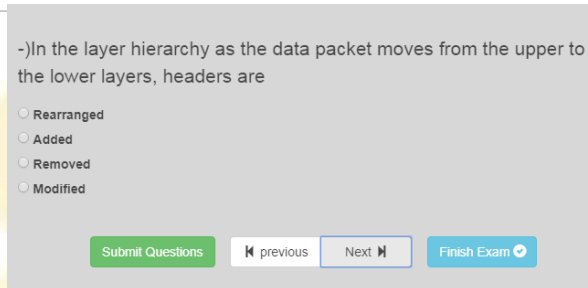 -)In the layer hierarchy as the data packet moves from the upper to
the lower layers, headers are
Rearranged
Added
Removed
Modified
Submit Questions previous Next Finish Exam